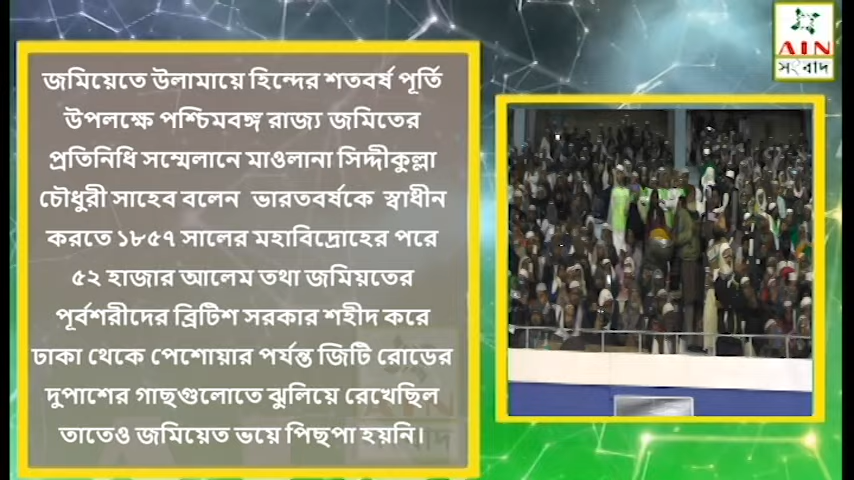 জমিয়েতে উলামায়ে হিন্দের শতবর্ষ পূর্তি
উপলক্ষে পশ্চিমবঙ্গ রাজ্য জমিতের
প্রতিনিধি সম্মেলানে মাওলানা সিদ্দীকুল্লা
চৌধুরী সাহেব বলেন ভারতবর্ষকে স্বাধীন
করতে ১৮৫৭ সালের মহাবিদ্রোহের পরে
৫২ হাজার আলেম তথা জমিয়তের
পূর্বশরীদের ব্রিটিশ সরকার শহীদ করে
ঢাকা থেকে পেশোয়ার পর্যন্ত জিটি রোডের
দুপাশের গাছগুলোতে ঝুলিয়ে রেখেছিল
তাতেও জমিয়েত ভয়ে পিছপা হয়নি।
AIN
সংবাদ